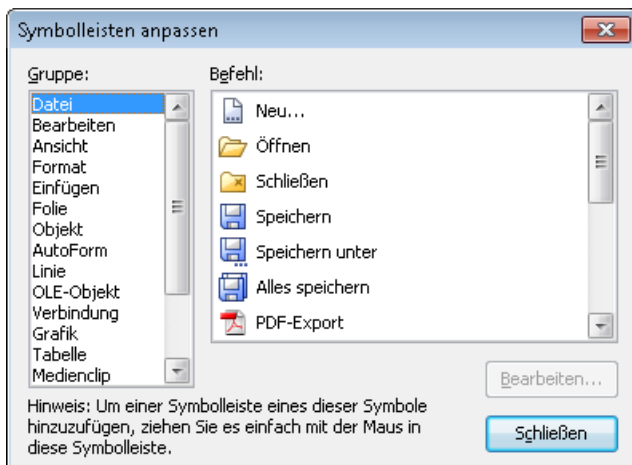 Symbolleisten anpassen
Gruppe:
Datei
Bearbeiten
Ansicht
Format
Einfügen
Folie
Objekt
AutoForm
Linie
OLE-Objekt
Verbindung
Grafik
Tabelle
Medienclip
Befehl:
Neu...
Öffnen
Schließen
Speichern
Speichern unter
Alles speichern
PDF-Export
Bearbeiten...
Hinweis: Um einer Symbolleiste eines dieser Symbole
hinzuzufügen, ziehen Sie es einfach mit der Maus in
diese Symbolleiste.
Schließen